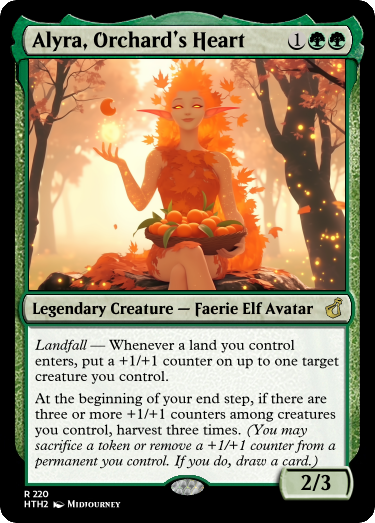 Alyra, Orchard's Heart 1
Legendary Creature — Faerie Elf Avatar
Landfall — Whenever a land you control
enters, put a +1/+1 counter on up to one target
creature you control.
At the beginning of your end step, if there are
three or more +1/+1 counters among creatures
you control, harvest three times. (You may
sacrifice a token or remove a +1/+1 counter from a
permanent you control. If you do, draw a card.)
2/3
R 220
HTH2 Midjourney